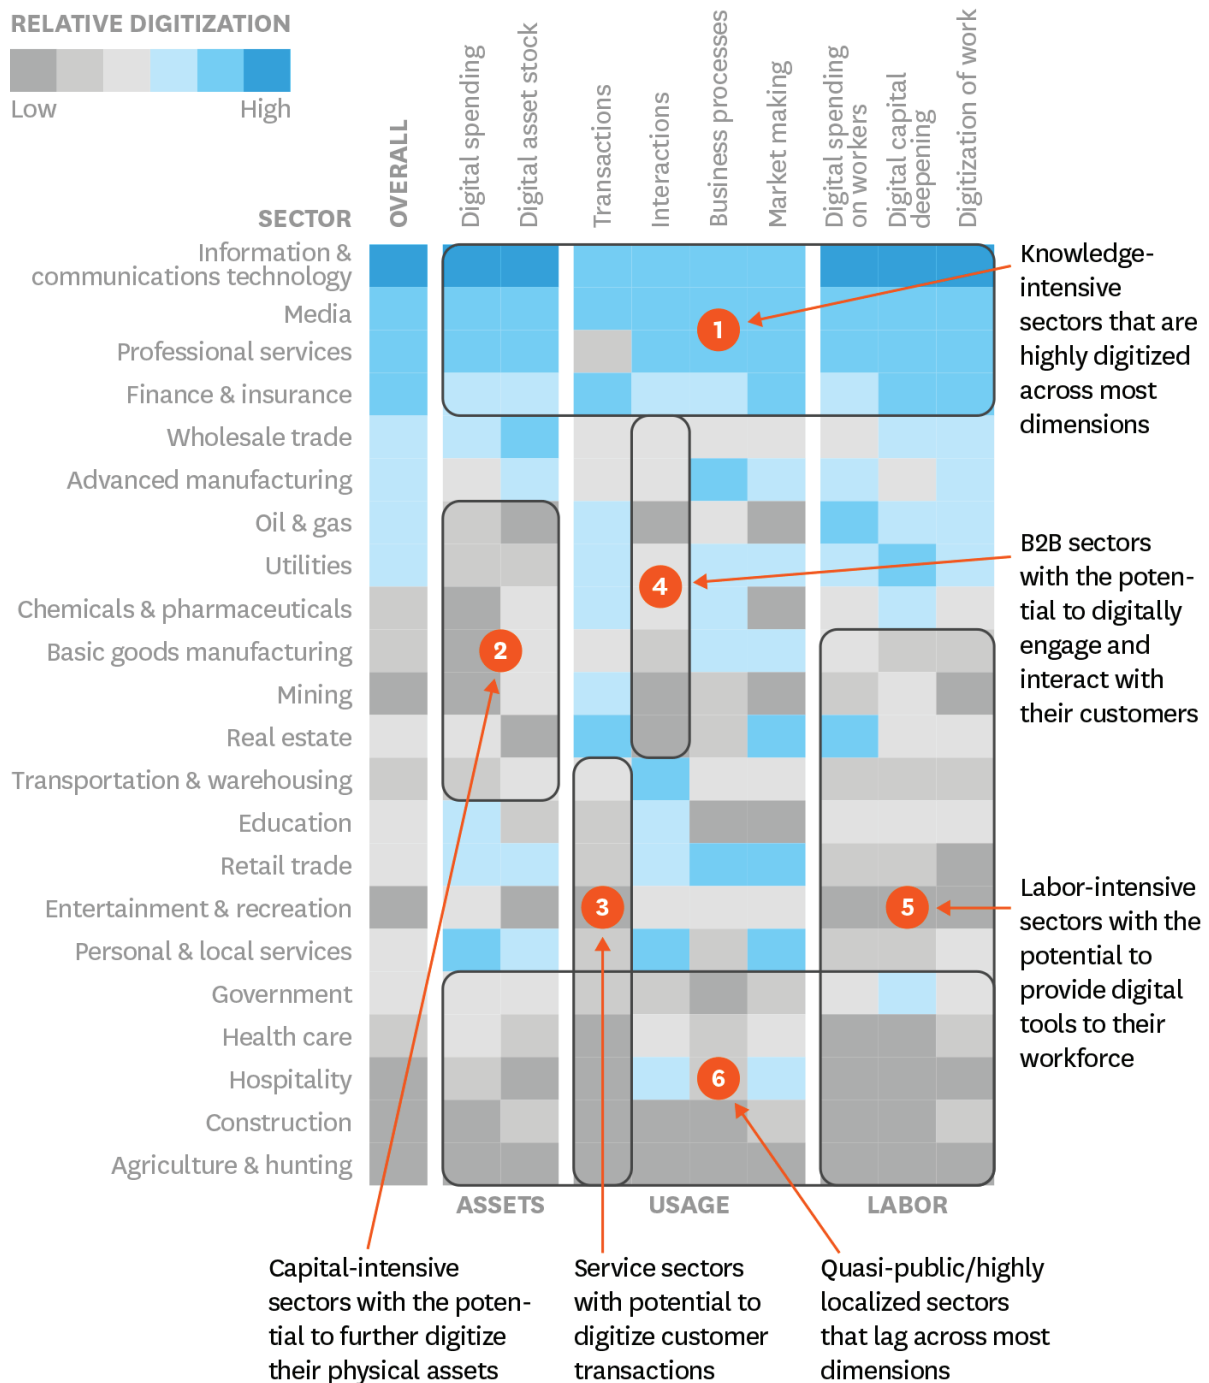 RELATIVE DIGITIZATION
Low
High
SECTOR
OVERALL
Digital spending
Digital asset stock
Transactions
Interactions
Business processes
Market making
Digital spending
on workers
Digital capital
deepening
Digitization of work
Information &
communications technology
Media
Professional services
Finance & insurance
Wholesale trade
Advanced manufacturing
Oil & gas
Utilities
Chemicals & pharmaceuticals
Basic goods manufacturing
Mining
Real estate
Transportation & warehousing
Education
Retail trade
Entertainment & recreation
Personal & local services
Government
Health care
Hospitality
Construction
Agriculture & hunting
1
2
3
4
5
6
ASSETS
USAGE
LABOR
Knowledge-
intensive
sectors that are
highly digitized
across most
dimensions
B2B sectors
with the poten-
tial to digitally
engage and
interact with
their customers
Labor-intensive
sectors with the
potential to
provide digital
tools to their
workforce
Capital-intensive
sectors with the poten-
tial to further digitize
their physical assets
Service sectors
with potential to
digitize customer
transactions
Quasi-public/highly
localized sectors
that lag across most
dimensions